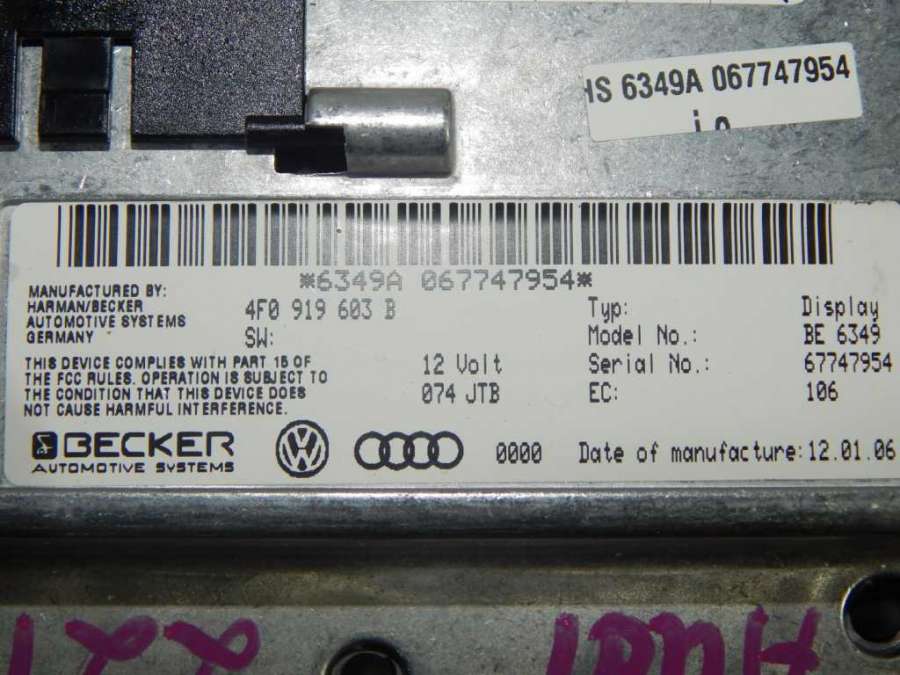 HS 6349A 067747954
*6349A 067747954*
MANUFACTURED BY:
HARMAN/BECKER
AUTOMOTIVE SYSTEMS
GERMANY
4F0 919 603 B
SW:
Typ: Display
Model No.: BE 6349
12 Volt
Serial No.: 67747954
074 JTB
EC: 106
THIS DEVICE COMPLIES WITH PART 15 OF
THE FCC RULES. OPERATION IS SUBJECT TO
THE CONDITION THAT THIS DEVICE DOES
NOT CAUSE HARMFUL INTERFERENCE.
BECKER
AUTOMOTIVE SYSTEMS
VW
0000
Date of manufacture: 12.01.06
Audi